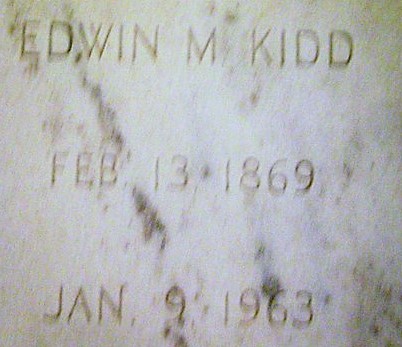 EDWIN M KIDD
FEB. 13 1869
JAN. 9 1963